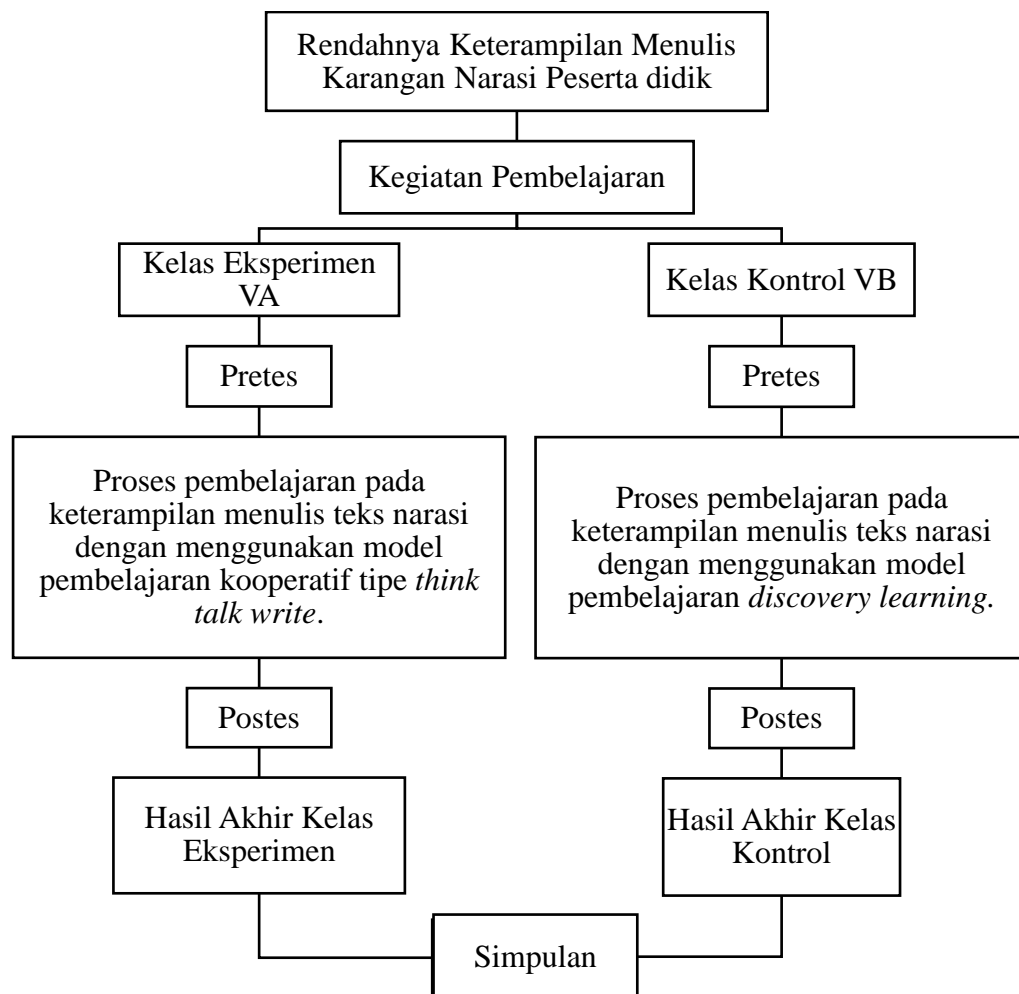 Rendahnya Keterampilan Menulis
Karangan Narasi Peserta didik
Kegiatan Pembelajaran
Kelas Eksperimen
VA
Kelas Kontrol VB
Pretes
Pretes
Proses pembelajaran pada
keterampilan menulis teks narasi
dengan menggunakan model
pembelajaran kooperatif tipe think
talk write.
Proses pembelajaran pada
keterampilan menulis teks narasi
dengan menggunakan model
pembelajaran discovery learning.
Postes
Postes
Hasil Akhir Kelas
Eksperimen
Hasil Akhir Kelas
Kontrol
Simpulan